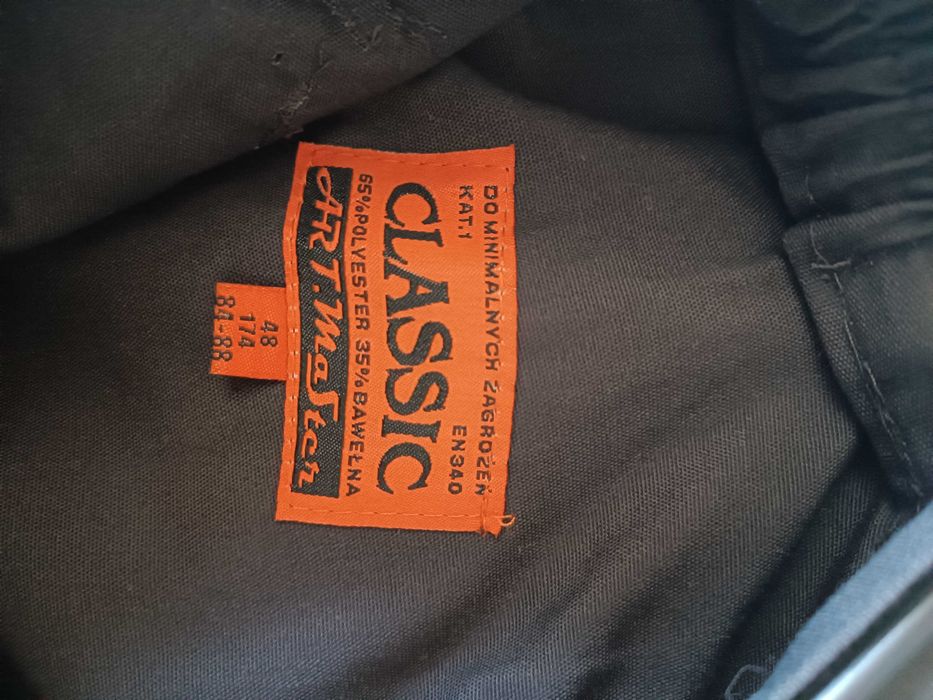 DO MINIMALNYCH ZAGROŻEŃ
KAT.1 EN340
CLASSIC
65%POLYESTER 35%BAWEŁNA
ART.MaSter
48
174
84-88